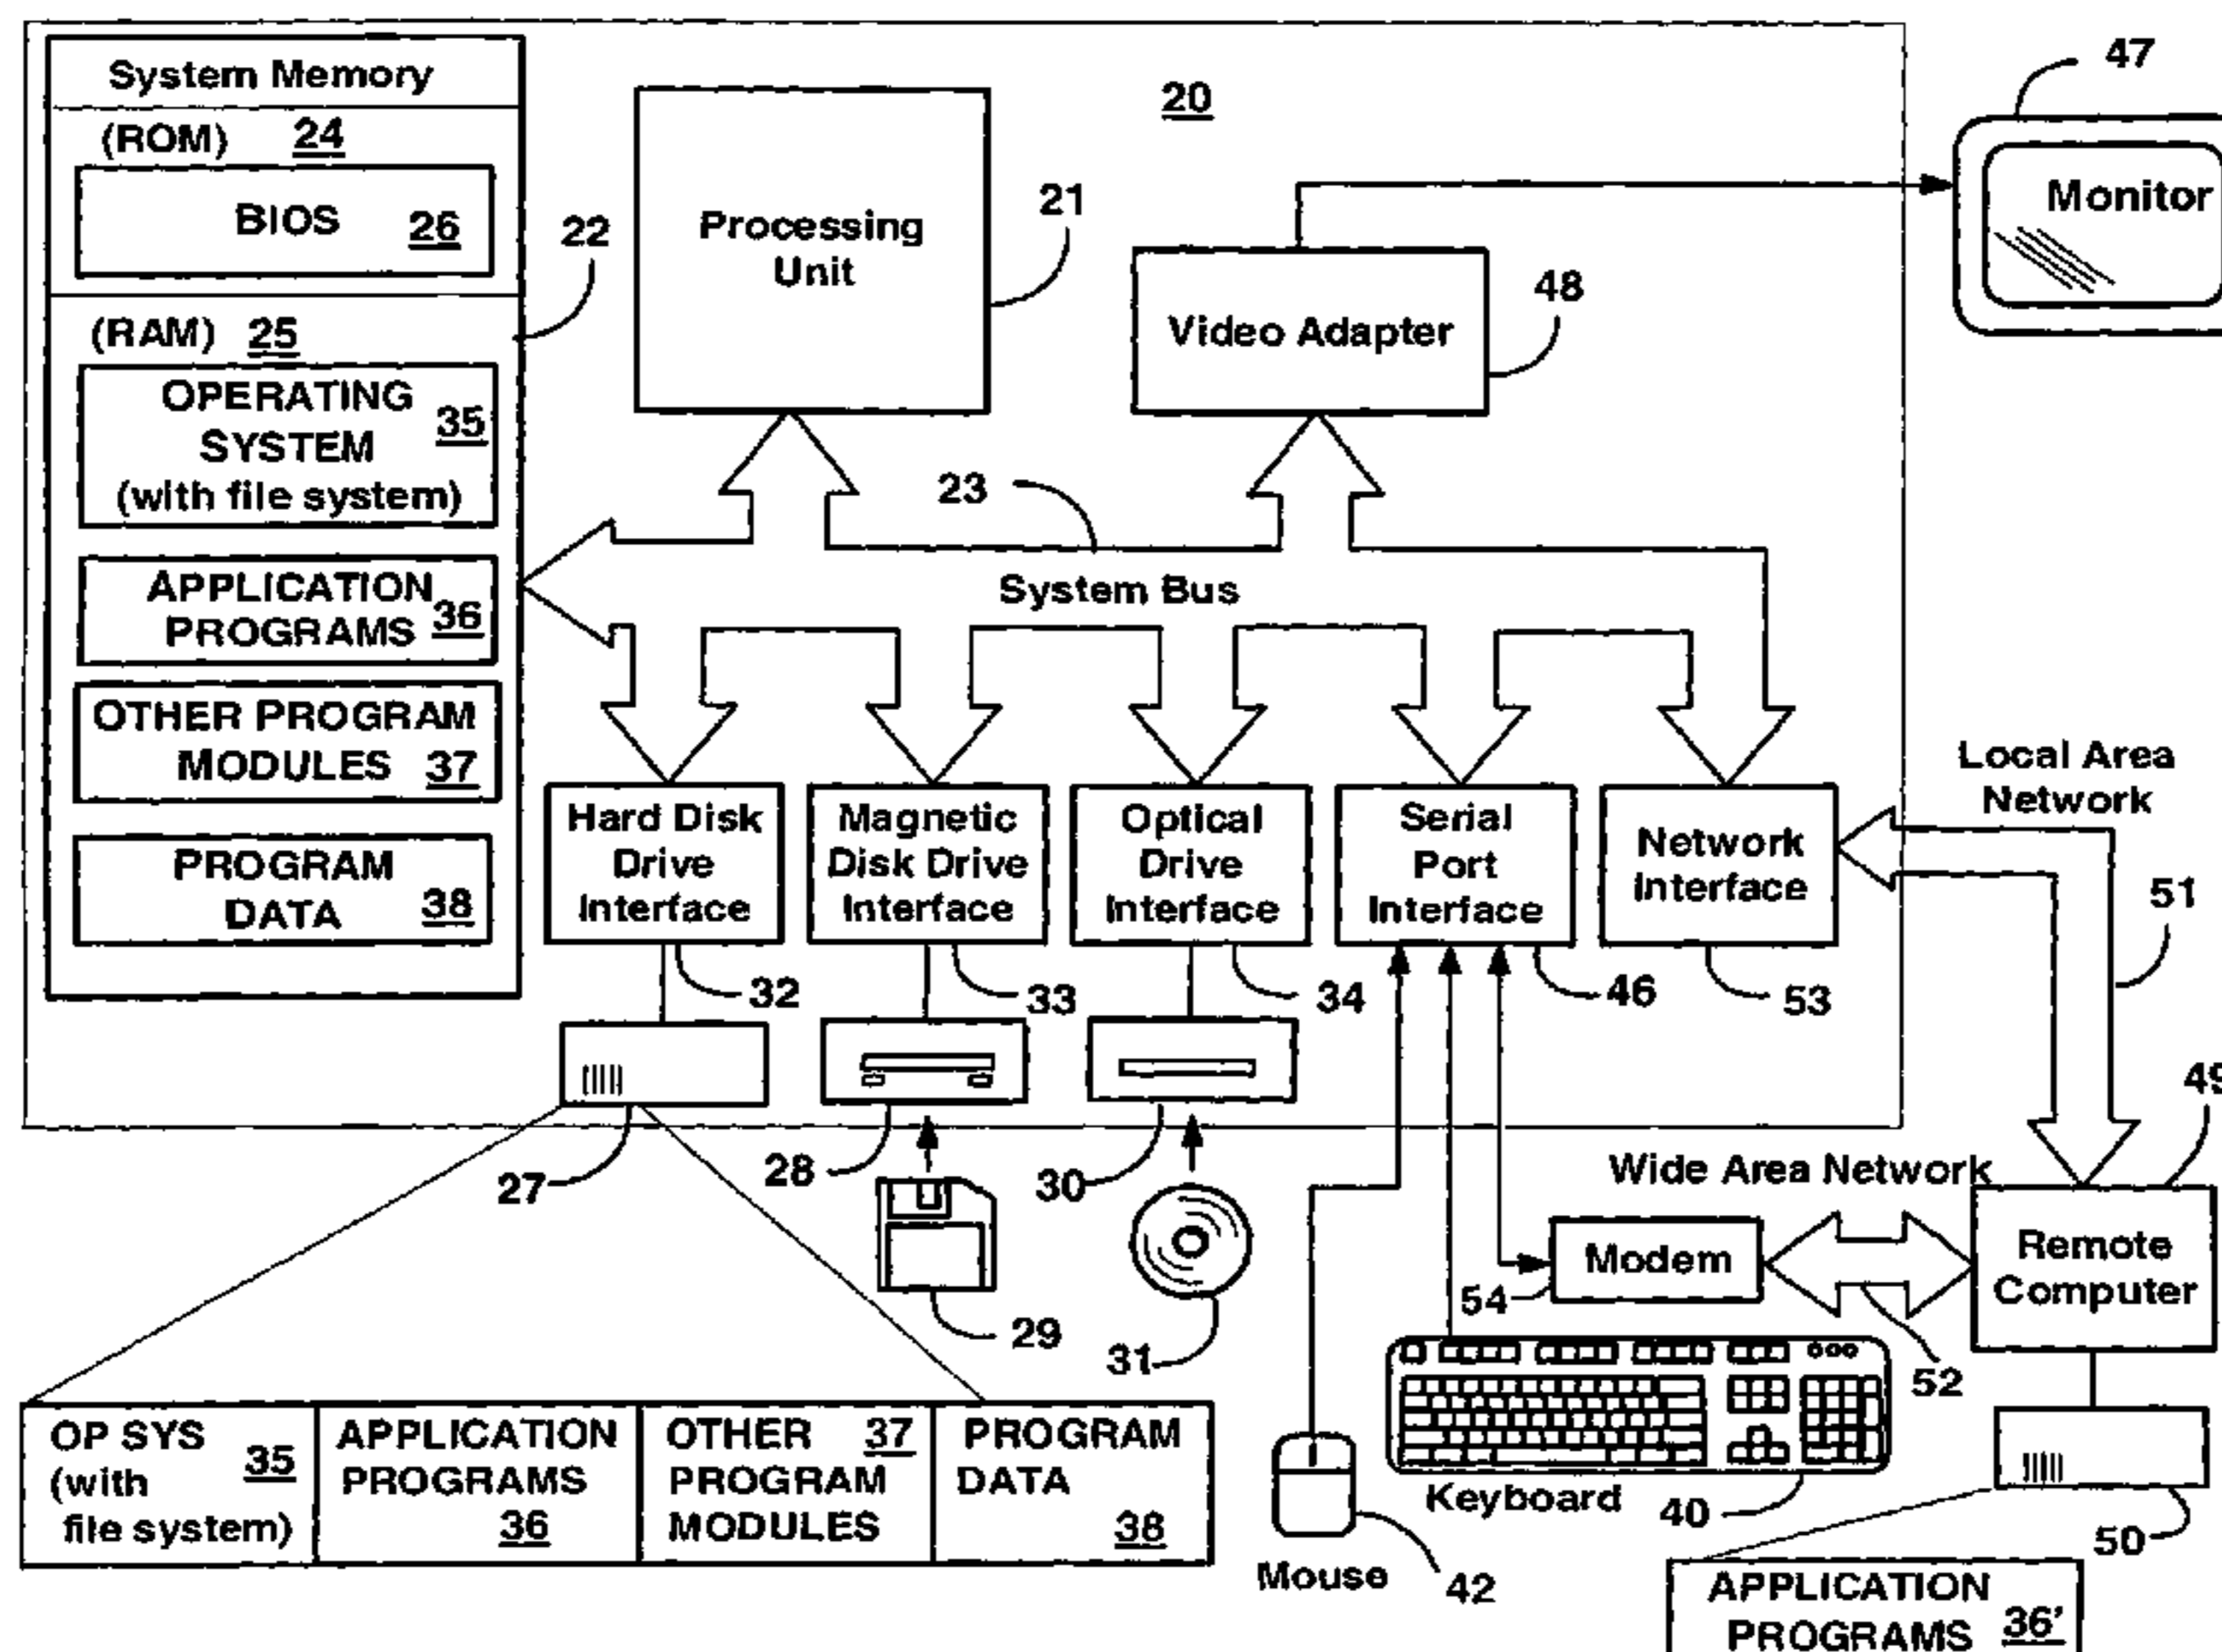 System Memory
(ROM) 24
BIOS 26
(RAM) 25
OPERATING
SYSTEM 35
(with file system)
APPLICATION
PROGRAMS 36
OTHER PROGRAM
MODULES 37
PROGRAM
DATA 38
22
Processing
Unit
21
20
Video Adapter
48
47
Monitor
23
System Bus
Hard Disk
Drive
Interface
32
Magnetic
Disk Drive
Interface
33
Optical
Drive
Interface
34
Serial
Port
Interface
46
Network
Interface
53
Local Area
Network
51
27
28
29
30
31
Wide Area Network
49
Modem
54
52
Remote
Computer
50
Keyboard
40
Mouse
42
OP SYS
(with
file system)
35
APPLICATION
PROGRAMS
36
OTHER 37
PROGRAM
MODULES
PROGRAM
DATA
38
APPLICATION
PROGRAMS 36'